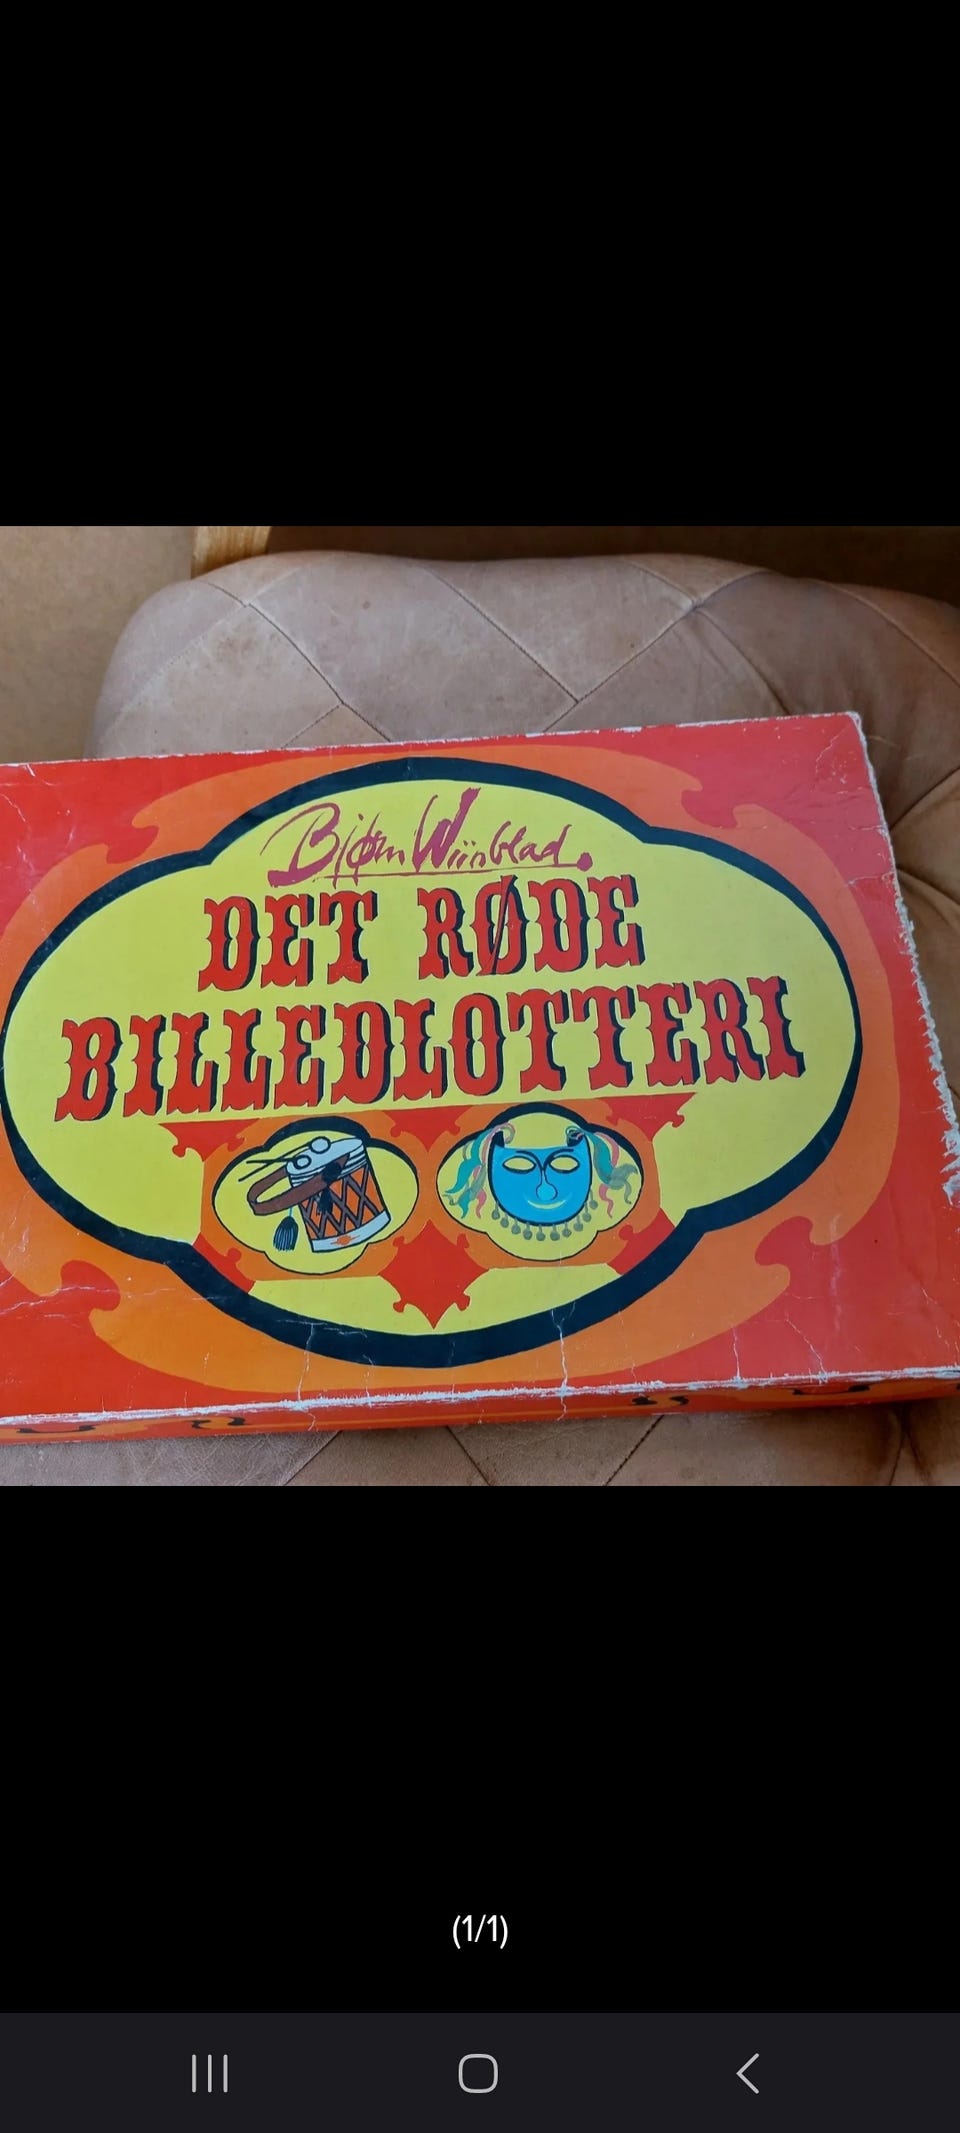 Bjørn Wiinblad.
DET RØDE
BILLEDLOTTERI
(1/1)